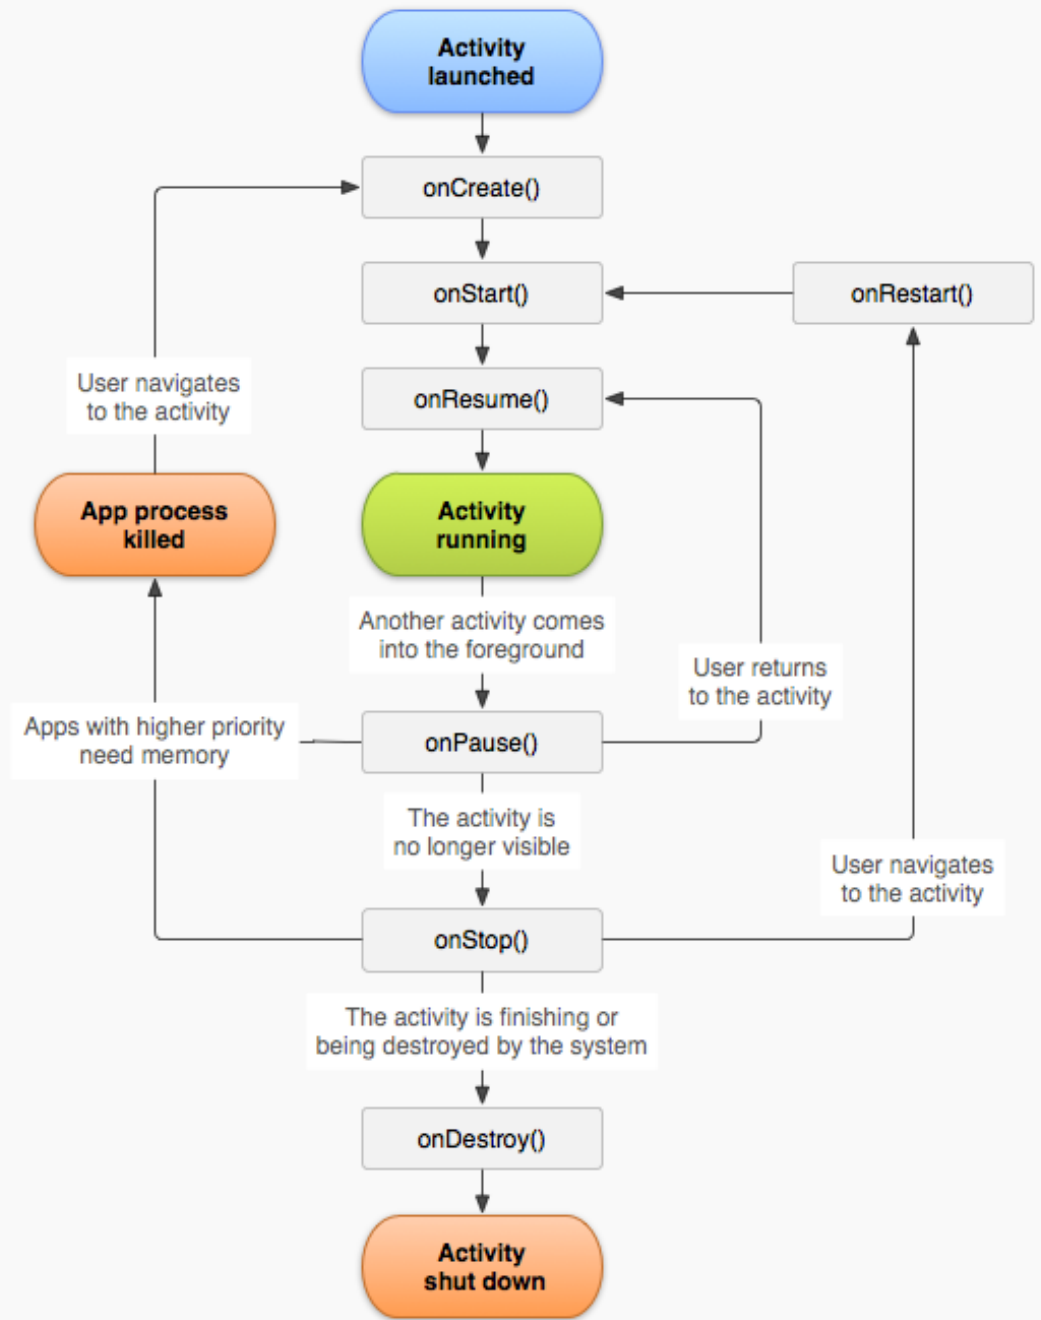 Activity
launched
onCreate()
onStart()
onRestart()
User navigates
to the activity
onResume()
App process
killed
Activity
running
Another activity comes
into the foreground
User returns
to the activity
Apps with higher priority
need memory
onPause()
The activity is
no longer visible
User navigates
to the activity
onStop()
The activity is finishing or
being destroyed by the system
onDestroy()
Activity
shut down